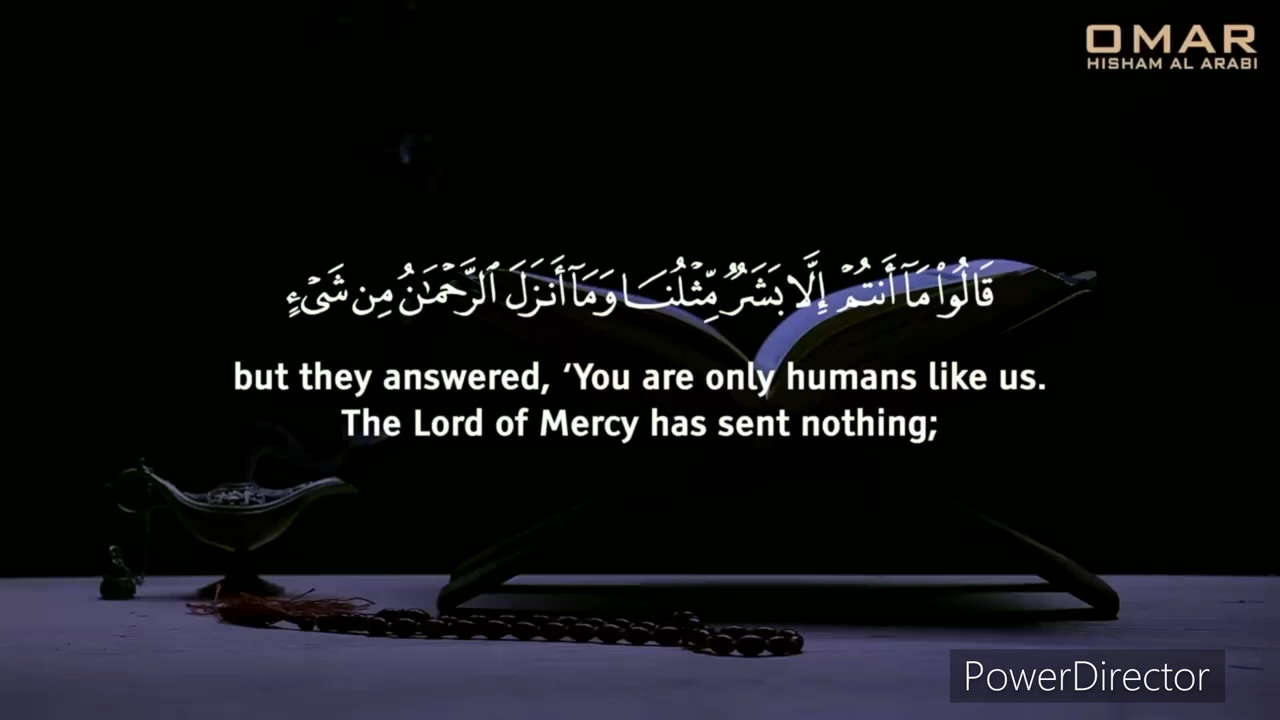 OMAR
HISHAM AL ARABI
قَالُوا۟ مَآ أَنتُمْ إِلَّا بَشَرٌ مِّثْلُنَا وَمَآ أَنزَلَ ٱلرَّحْمَـٰنُ مِن شَىْءٍ
but they answered, ‘You are only humans like us.
The Lord of Mercy has sent nothing;
PowerDirector